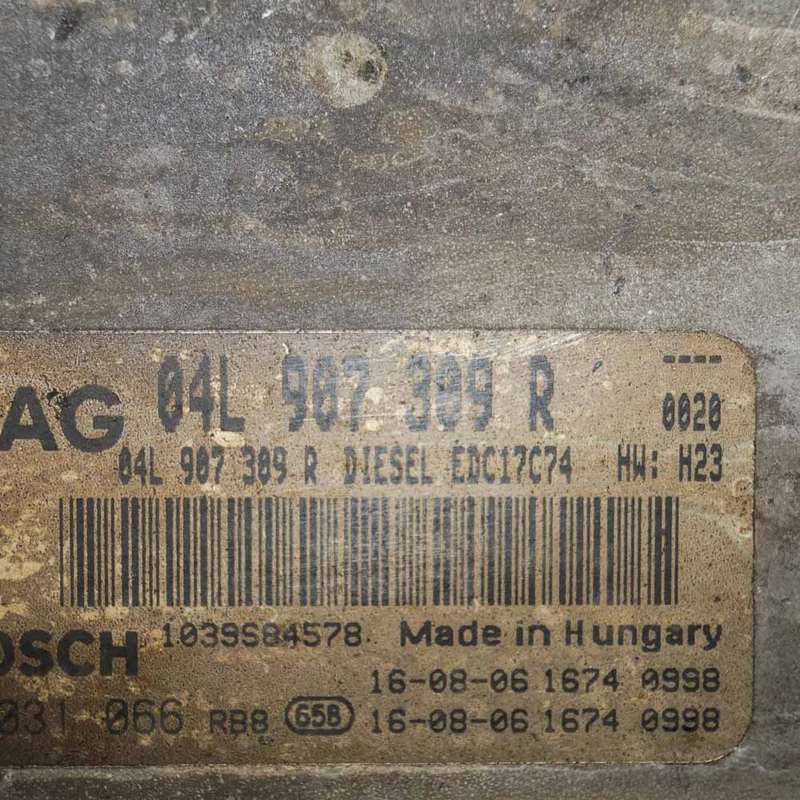 AG 04L 907 309 R ----
0020
04L 907 309 R DIESEL EDC17C74 HW: H23
H
OSCH 1039S84578 Made in Hungary
16-08-06 1674 0998
031 066 RB8 65B 16-08-06 1674 0998